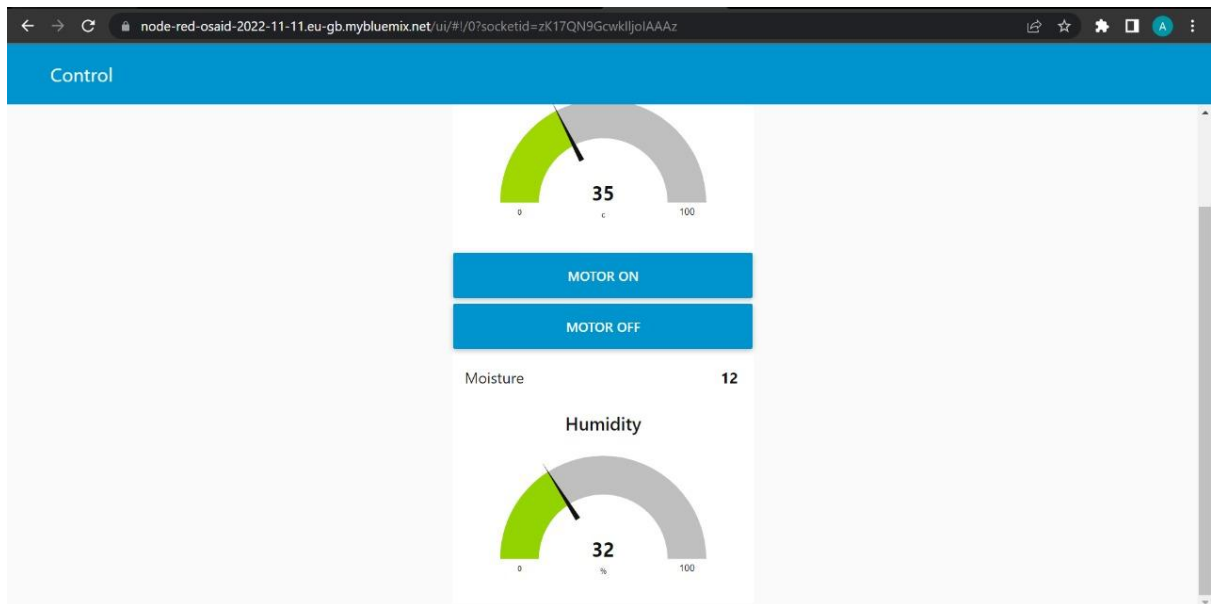 node-red-osaid-2022-11-11.eu-gb.mybluemix.net/ui/#!/0?socketid=zK17QN9GcwklljoIAAAz
A
Control
35
0 c 100
MOTOR ON
MOTOR OFF
Moisture 12
Humidity
32
0 % 100